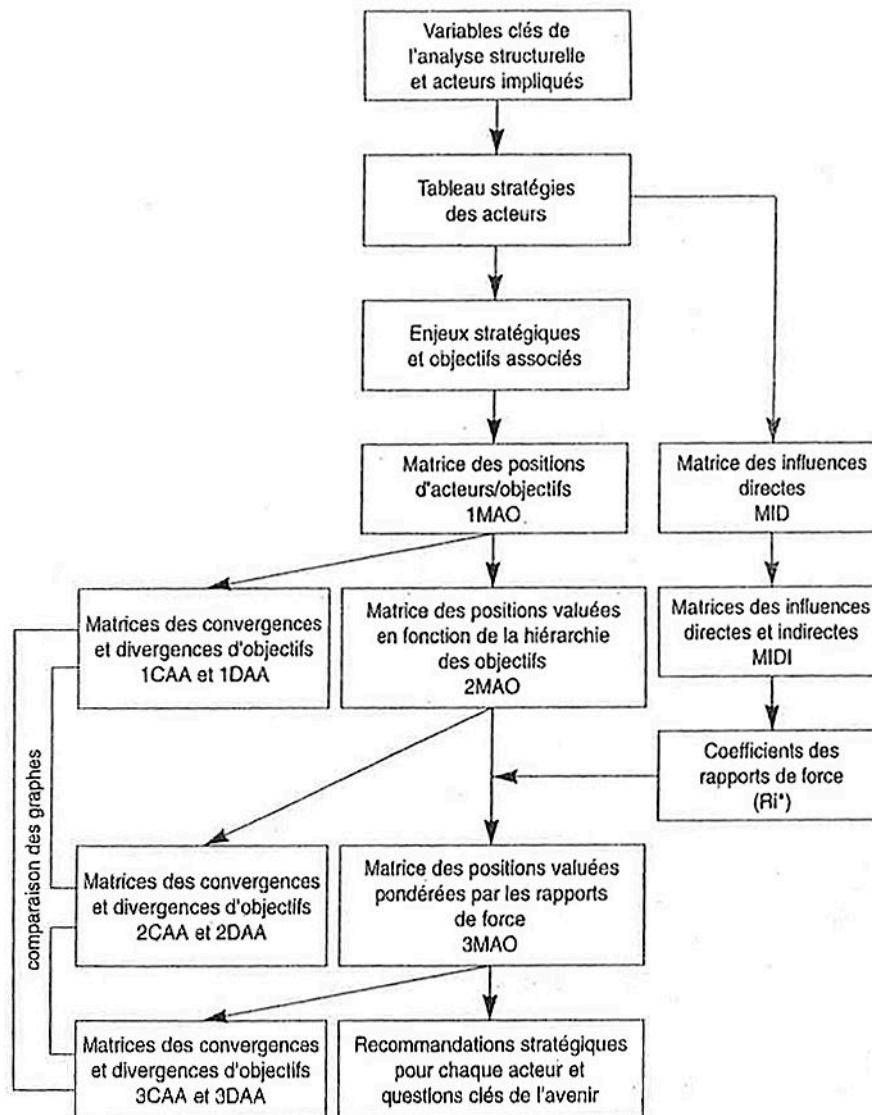 Variables clés de
l'analyse structurelle
et acteurs impliqués
Tableau stratégies
des acteurs
Enjeux stratégiques
et objectifs associés
Matrice des positions
d'acteurs/objectifs
1MAO
Matrice des influences
directes
MID
Matrices des convergences
et divergences d'objectifs
1CAA et 1DAA
Matrice des positions valuées
en fonction de la hiérarchie
des objectifs
2MAO
Matrices des influences
directes et indirectes
MIDI
Coefficients des
rapports de force
(Ri*)
comparaison des graphes
Matrices des convergences
et divergences d'objectifs
2CAA et 2DAA
Matrice des positions valuées
pondérées par les rapports
de force
3MAO
Matrices des convergences
et divergences d'objectifs
3CAA et 3DAA
Recommandations stratégiques
pour chaque acteur et
questions clés de l'avenir